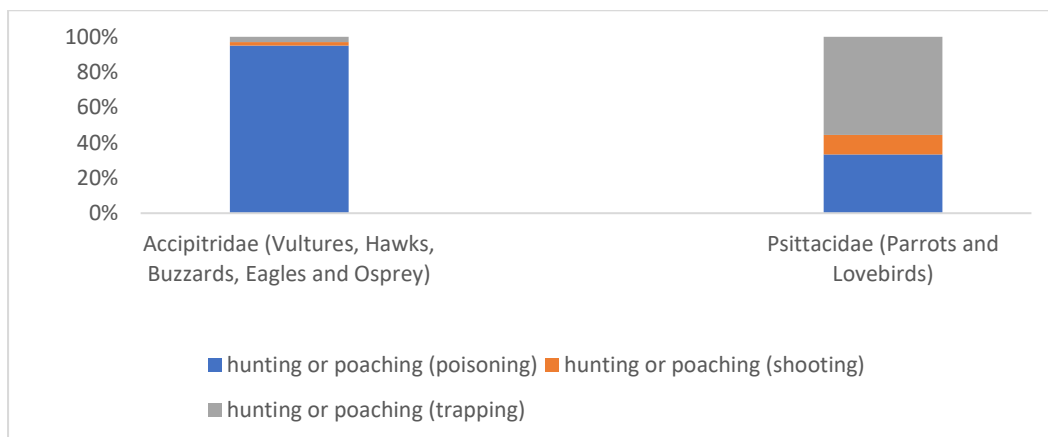 100%
80%
60%
40%
20%
0%
Accipitridae (Vultures, Hawks,
Buzzards, Eagles and Osprey)
Psittacidae (Parrots and
Lovebirds)
hunting or poaching (poisoning)
hunting or poaching (shooting)
hunting or poaching (trapping)